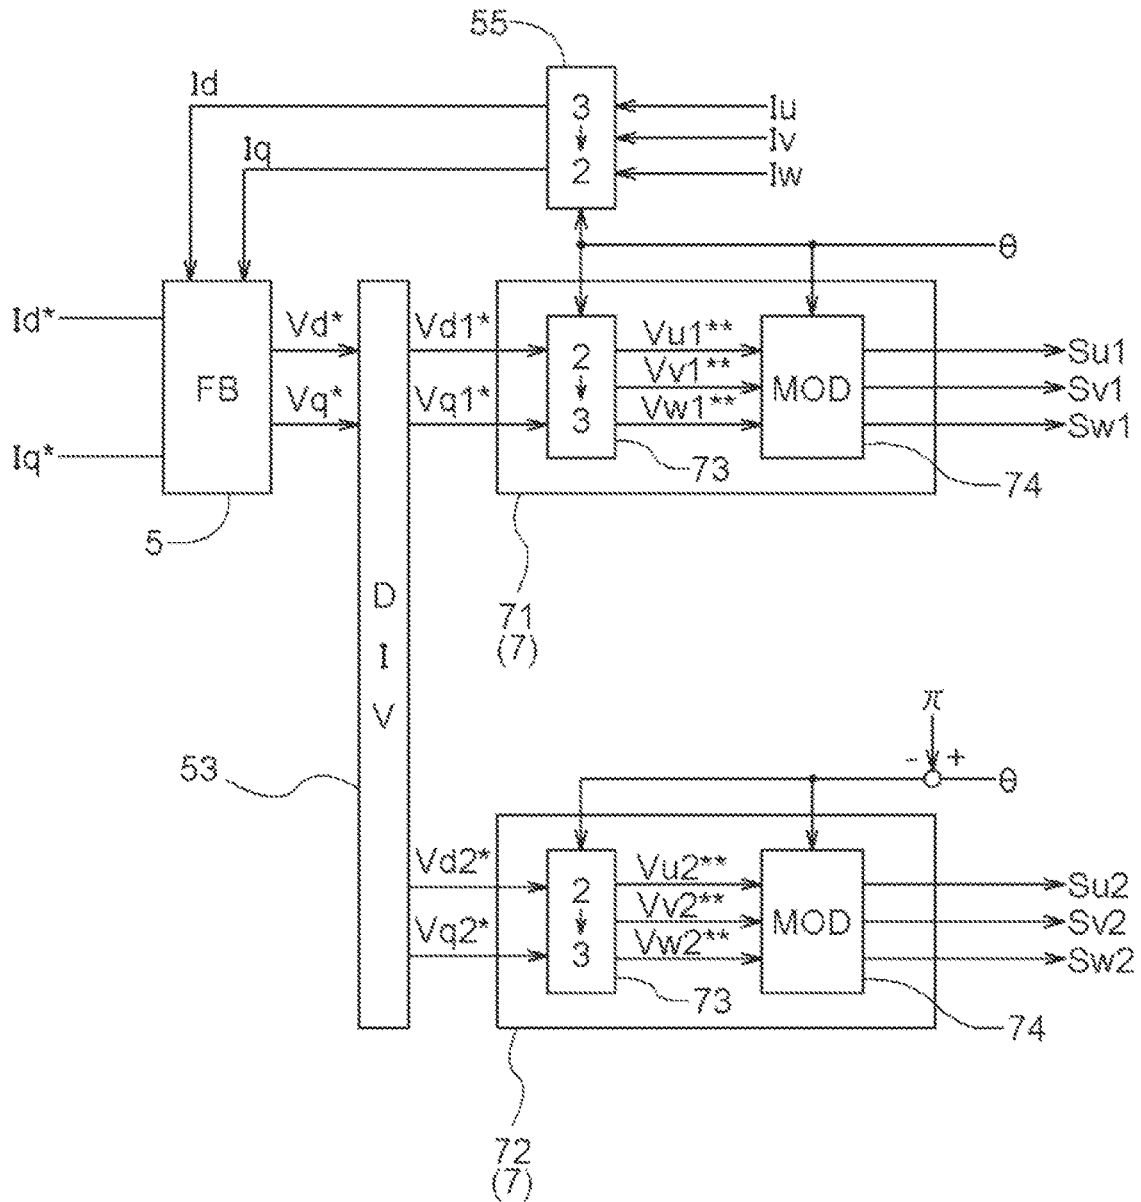 55
Id
3
Iu
Iv
Iq
2
Iw
θ
Id*
Vd*
Vd1*
2
Vu1**
Su1
FB
Vv1**
MOD
Sv1
Vq*
Vq1*
3
Vw1**
Sw1
Iq*
73
74
5
D
I
V
71
(7)
π
53
- +
θ
Vd2*
2
Vu2**
Su2
Vv2**
MOD
Sv2
Vq2*
3
Vw2**
Sw2
73
74
72
(7)